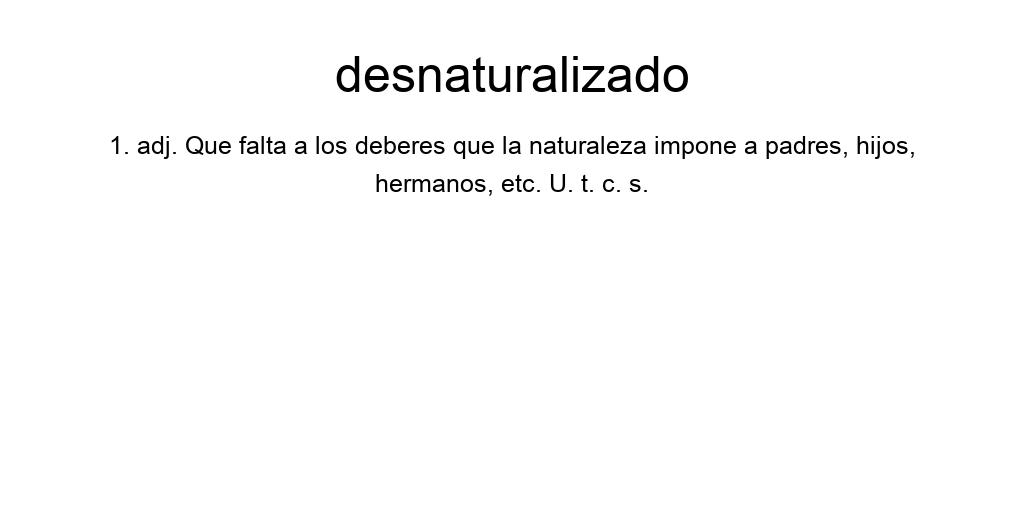 desnaturalizado
1. adj. Que falta a los deberes que la naturaleza impone a padres, hijos,
hermanos, etc. U. t. c. s.